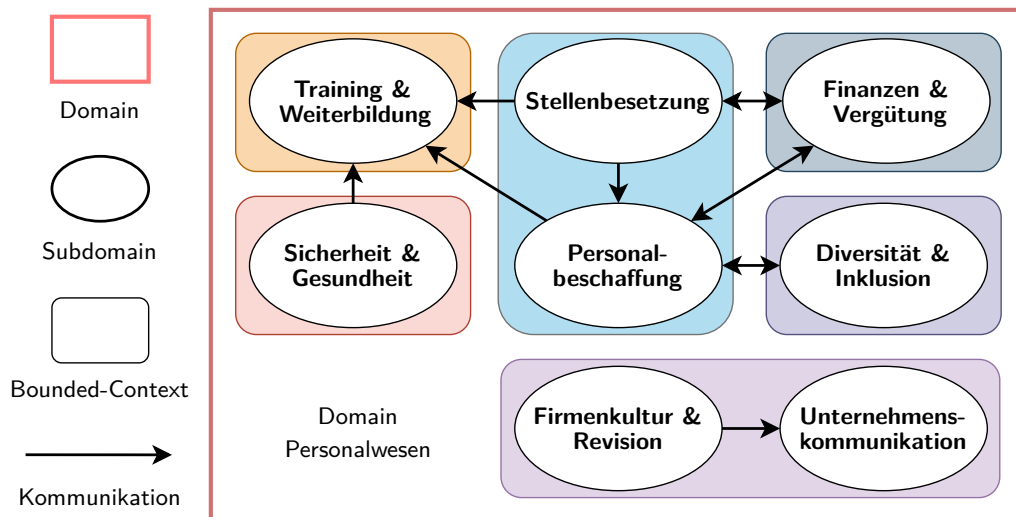 Domain
Subdomain
Bounded-Context
Kommunikation
Training &
Weiterbildung
Stellenbesetzung
Finanzen &
Vergütung
Sicherheit &
Gesundheit
Personal-
beschaffung
Diversität &
Inklusion
Domain
Personalwesen
Firmenkultur &
Revision
Unternehmens-
kommunikation